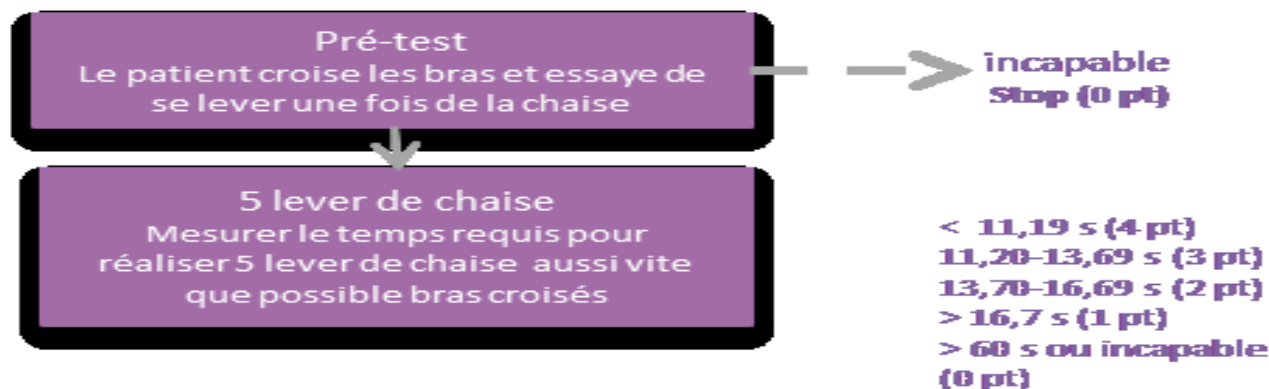 Pré-test
Le patient croise les bras et essaye de
se lever une fois de la chaise
incapable
Stop (0 pt)
5 lever de chaise
Mesurer le temps requis pour
réaliser 5 lever de chaise aussi vite
que possible bras croisés
< 11,19 s (4 pt)
11,20-13,69 s (3 pt)
13,70-16,69 s (2 pt)
> 16,7 s (1 pt)
> 60 s ou incapable
(0 pt)